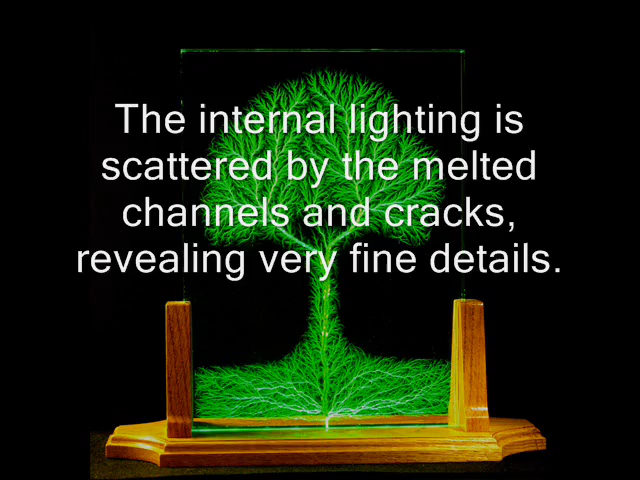 The internal lighting is
scattered by the melted
channels and cracks,
revealing very fine details.